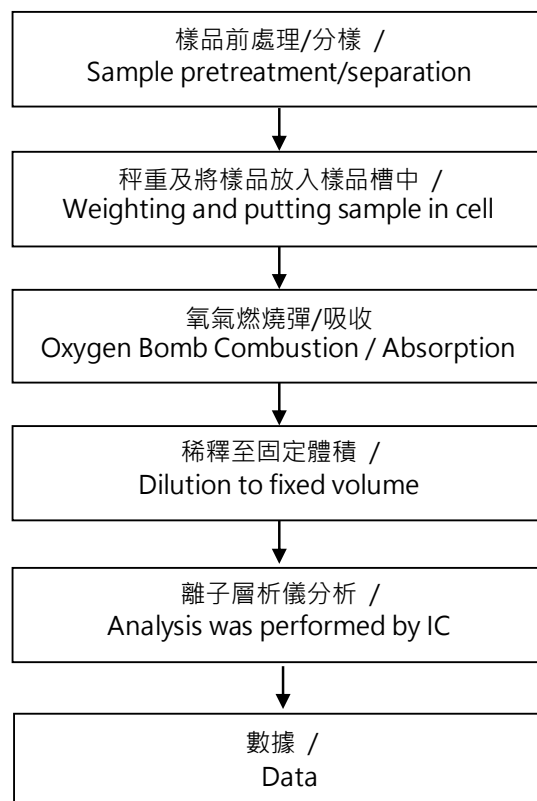 樣品前處理/分樣 /
Sample pretreatment/separation
秤重及將樣品放入樣品槽中 /
Weighting and putting sample in cell
氧氣燃燒彈/吸收
Oxygen Bomb Combustion / Absorption
稀釋至固定體積 /
Dilution to fixed volume
離子層析儀分析 /
Analysis was performed by IC
數據 /
Data